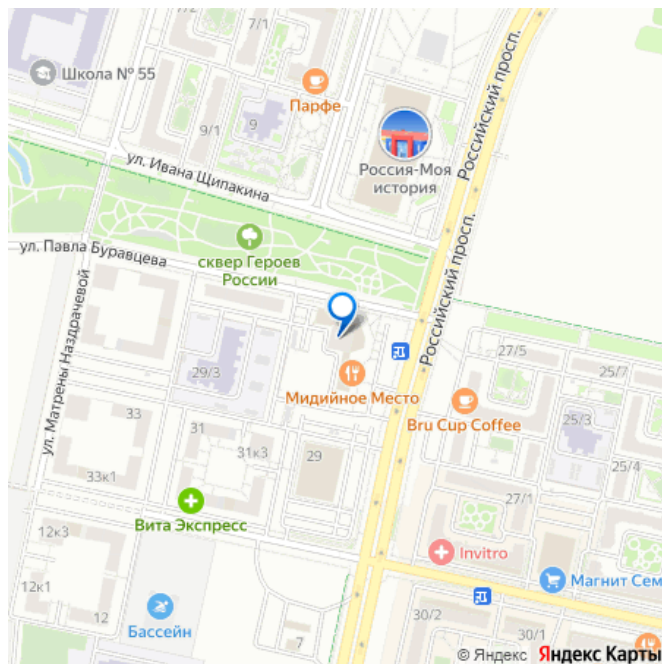 7/1
Школа № 55
Парфе
9/1
9
Россия-Моя
история
Российский просп.
ул. Ивана Щипакина
сквер Героев
России
ул. Павла Буравцева
Российский просп.
ул. Матрены Наздрачевой
29/3
Мидийное Место
27/5
25/7
Bru Cup Coffee
25/3
33
31
31к3
29
25/4
33к1
27/1
Вита Экспресс
12к3
Invitro
Магнит Сем
12к1
12
Бассейн
7
30/2
30/1
© Яндекс Яндекс Карты